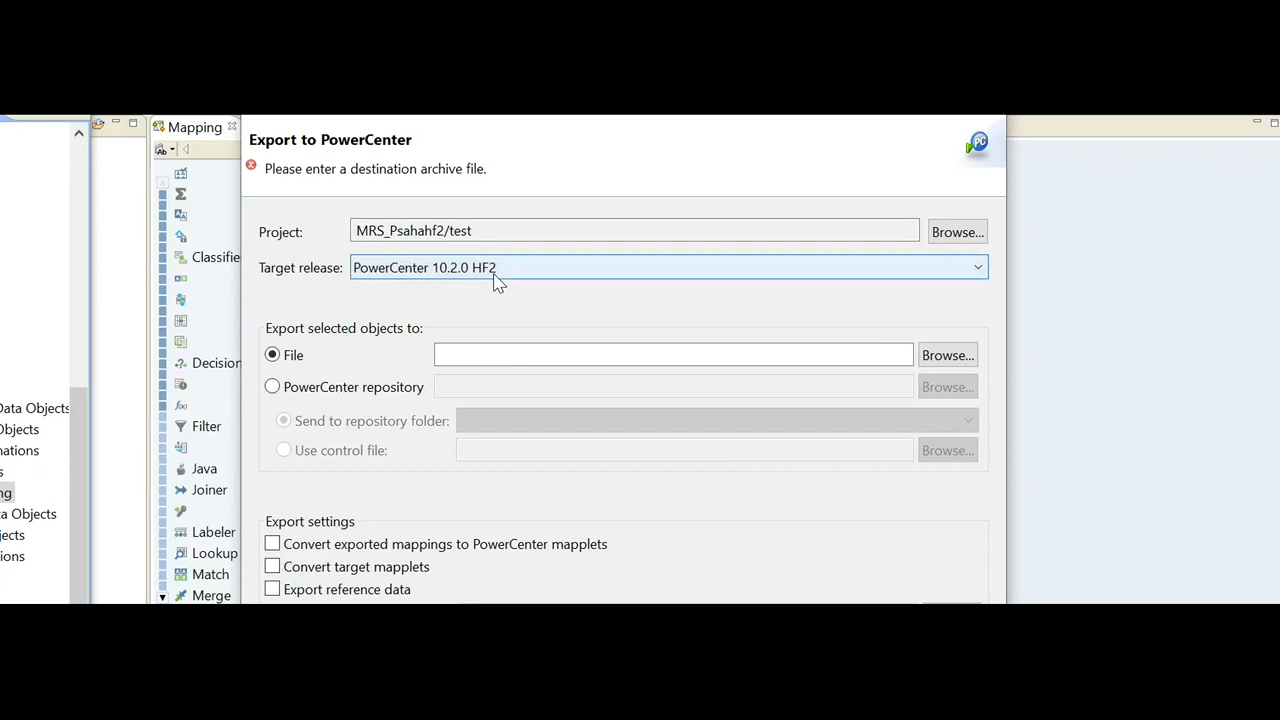 Mapping
Export to PowerCenter
PC
Please enter a destination archive file.
Project:
MRS_Psahahf2/test
Browse...
Target release:
PowerCenter 10.2.0 HF2
Export selected objects to:
File
Browse...
PowerCenter repository
Browse...
Send to repository folder:
Use control file:
Browse...
Export settings
Convert exported mappings to PowerCenter mapplets
Convert target mapplets
Export reference data
Data Objects
Objects
nations
s
ng
ta Objects
jects
ions
Classifie
Decision
Filter
Java
Joiner
Labeler
Lookup
Match
Merge